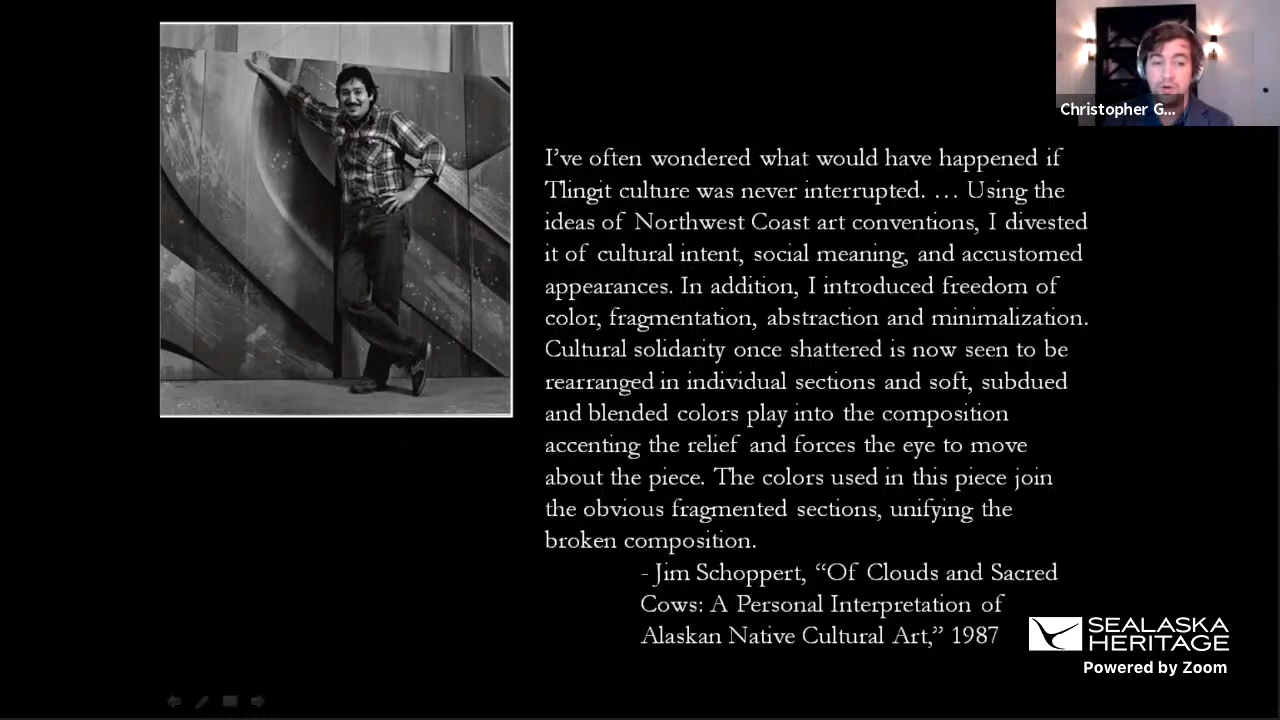 Christopher G...
I've often wondered what would have happened if
Tlingit culture was never interrupted. … Using the
ideas of Northwest Coast art conventions, I divested
it of cultural intent, social meaning, and accustomed
appearances. In addition, I introduced freedom of
color, fragmentation, abstraction and minimalization.
Cultural solidarity once shattered is now seen to be
rearranged in individual sections and soft, subdued
and blended colors play into the composition
accenting the relief and forces the eye to move
about the piece. The colors used in this piece join
the obvious fragmented sections, unifying the
broken composition.
- Jim Schoppert, “Of Clouds and Sacred
Cows: A Personal Interpretation of
Alaskan Native Cultural Art,” 1987
SEALASKA
HERITAGE
Powered by Zoom